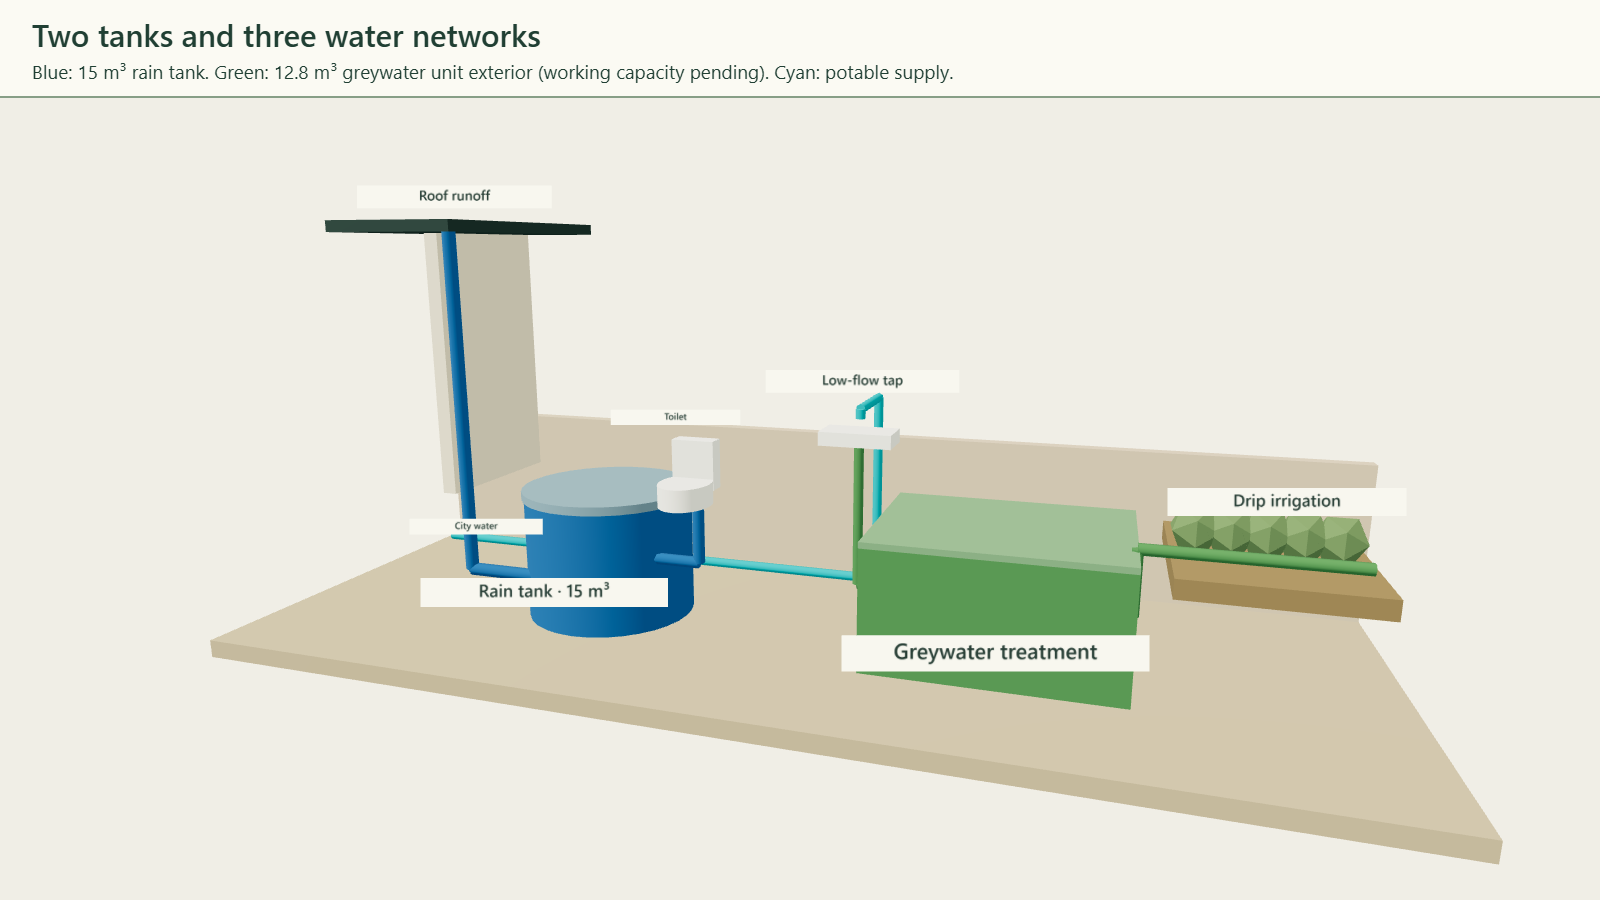 Two tanks and three water networks
Blue: 15 m³ rain tank. Green: 12.8 m³ greywater unit exterior (working capacity pending). Cyan: potable supply.
Roof runoff
Low-flow tap
Toilet
Drip irrigation
City water
Rain tank · 15 m³
Greywater treatment